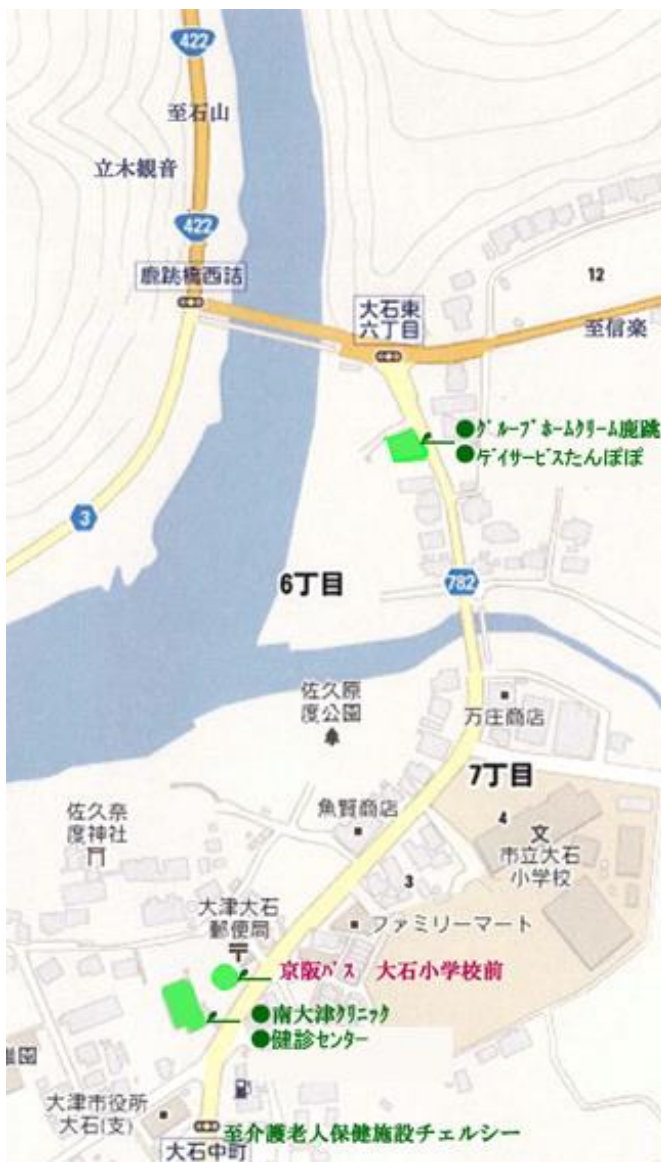 422
至石山
立木観音
422
鹿跳橋西詰
大石東
六丁目
12
至信楽
●グループホームクリーム鹿跳
●デイサービスたんぽぽ
3
6丁目
782
佐久原
度公園
万庄商店
7丁目
佐久奈
度神社
魚賢商店
4
文
市立大石
小学校
3
大津大石
郵便局
〒
ファミリーマート
京阪バス 大石小学校前
●南大津クリニック
●健診センター
園
大津市役所
大石(支)
至介護老人保健施設チェルシー
大石中町